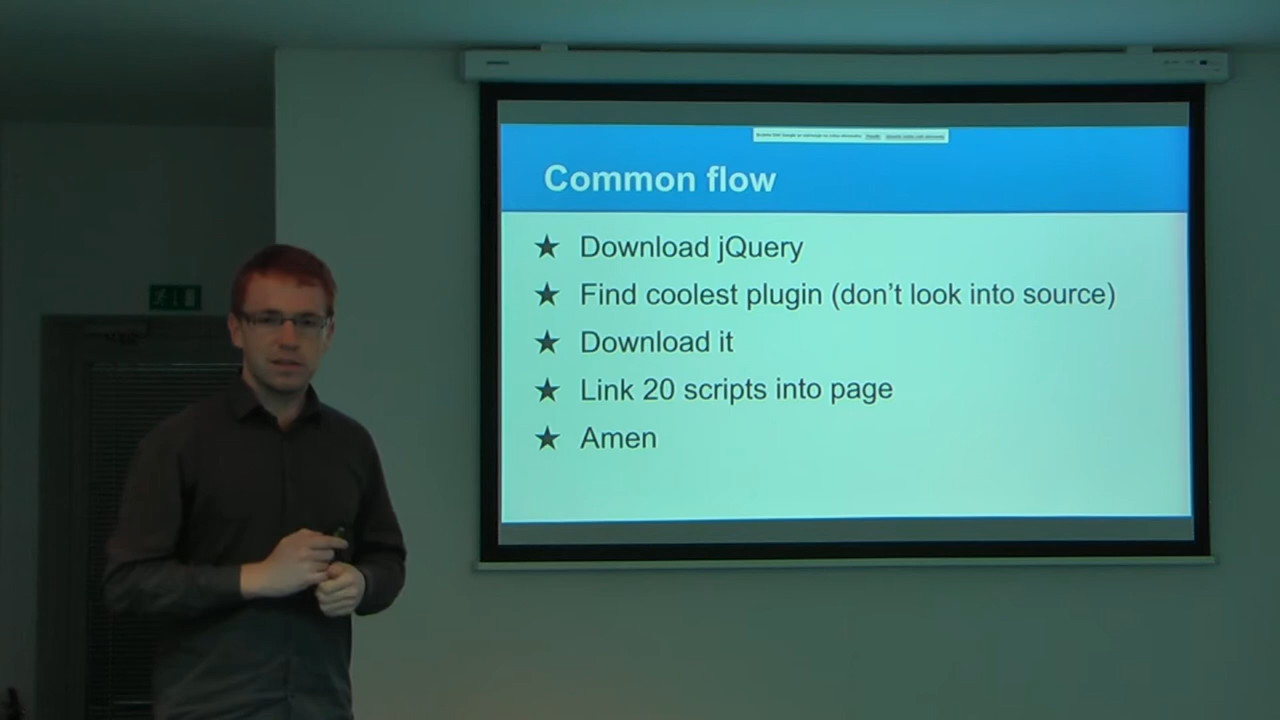 Common flow
★ Download jQuery
★ Find coolest plugin (don't look into source)
★ Download it
★ Link 20 scripts into page
★ Amen